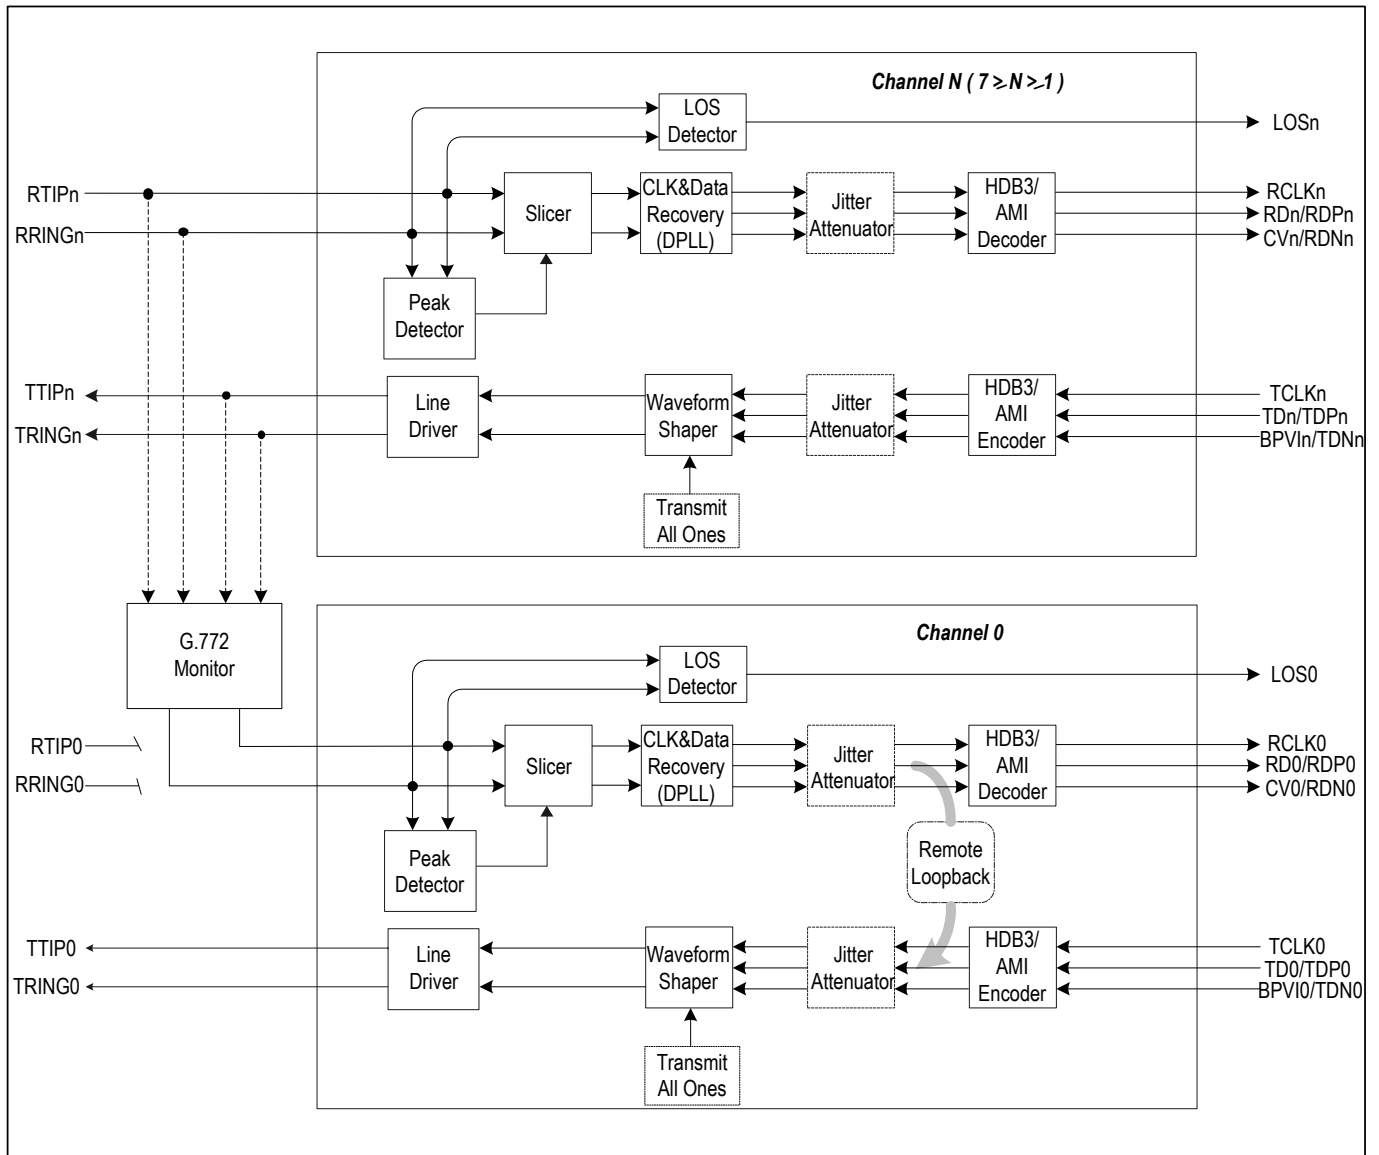 Channel N ( 7 ≥ N ≥ 1 )
LOS
Detector
LOSn
RTIPn
RRINGn
Slicer
CLK&Data
Recovery
(DPLL)
Jitter
Attenuator
HDB3/
AMI
Decoder
RCLKn
RDn/RDPn
CVn/RDNn
Peak
Detector
TTIPn
TRINGn
Line
Driver
Waveform
Shaper
Jitter
Attenuator
HDB3/
AMI
Encoder
TCLKn
TDn/TDPn
BPVIn/TDNn
Transmit
All Ones
G.772
Monitor
Channel 0
LOS
Detector
LOS0
RTIP0
RRING0
Slicer
CLK&Data
Recovery
(DPLL)
Jitter
Attenuator
HDB3/
AMI
Decoder
RCLK0
RD0/RDP0
CV0/RDN0
Peak
Detector
Remote
Loopback
TTIP0
TRING0
Line
Driver
Waveform
Shaper
Jitter
Attenuator
HDB3/
AMI
Encoder
TCLK0
TD0/TDP0
BPVI0/TDN0
Transmit
All Ones